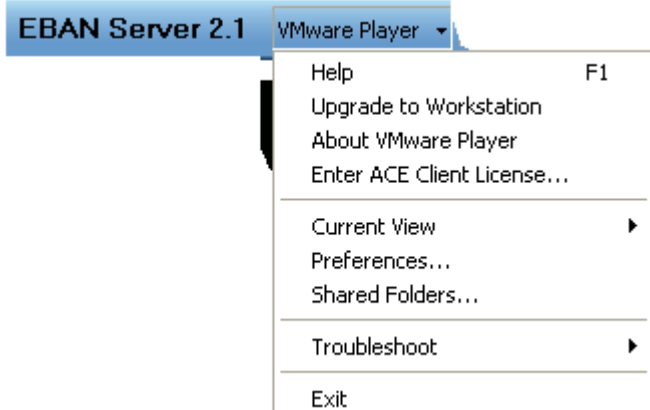 EBAN Server 2.1 VMware Player
Help F1
Upgrade to Workstation
About VMware Player
Enter ACE Client License...
Current View
Preferences...
Shared Folders...
Troubleshoot
Exit